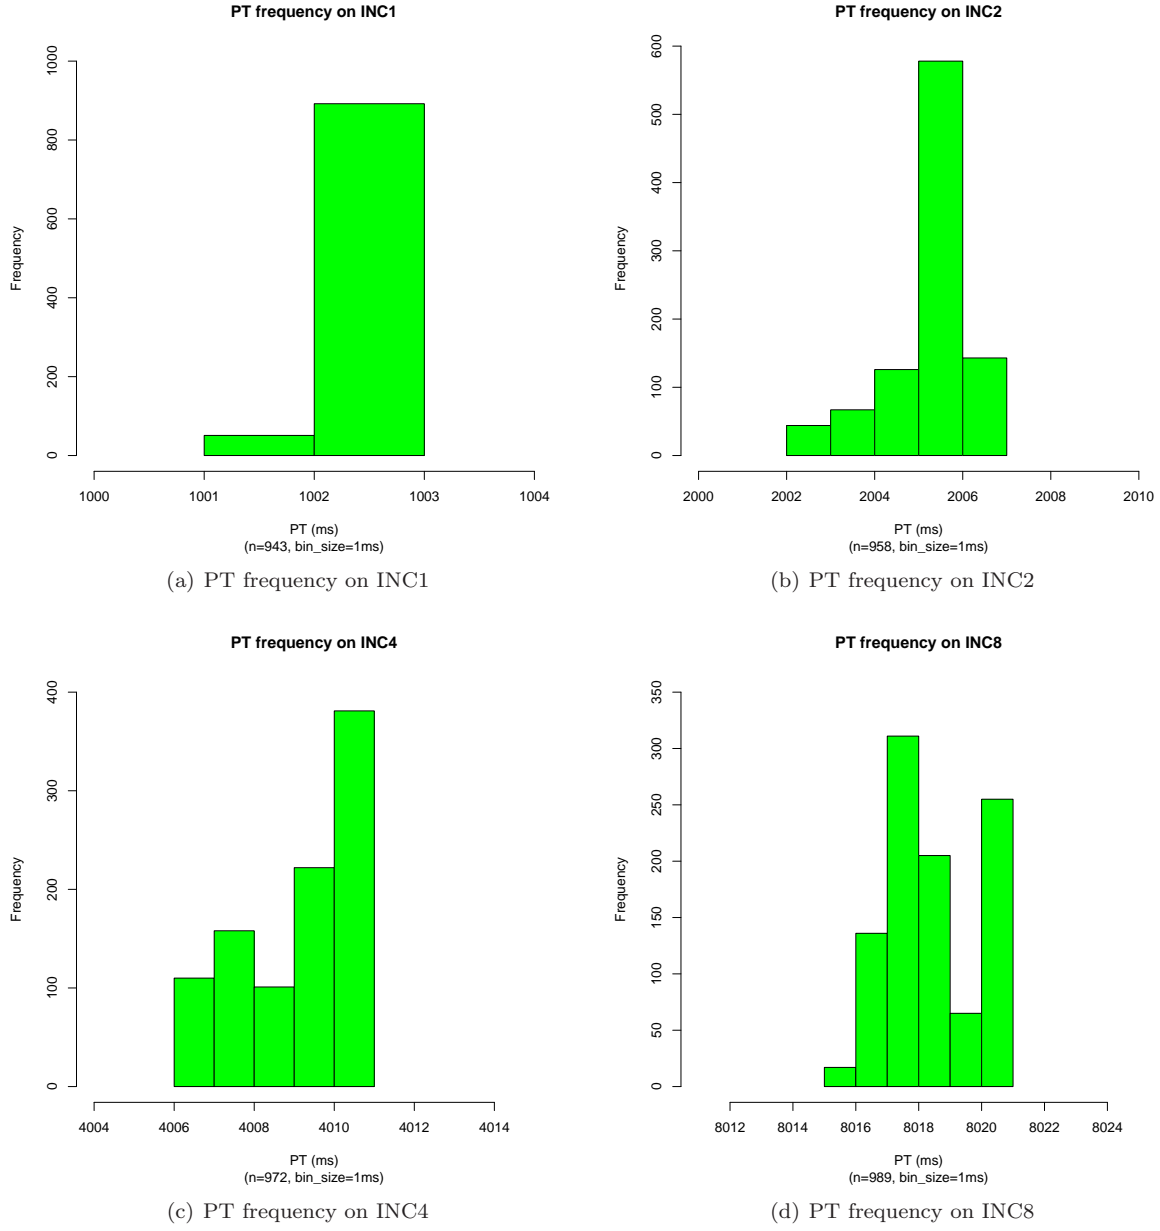 PT frequency on INC1
Frequency
0
200
400
600
800
1000
1000 1001 1002 1003 1004
PT (ms)
(n=943, bin_size=1ms)
(a) PT frequency on INC1
PT frequency on INC2
Frequency
0
100
200
300
400
500
600
2000 2002 2004 2006 2008 2010
PT (ms)
(n=958, bin_size=1ms)
(b) PT frequency on INC2
PT frequency on INC4
Frequency
0
100
200
300
400
4004 4006 4008 4010 4012 4014
PT (ms)
(n=972, bin_size=1ms)
(c) PT frequency on INC4
PT frequency on INC8
Frequency
0
50
100
150
200
250
300
350
8012 8014 8016 8018 8020 8022 8024
PT (ms)
(n=989, bin_size=1ms)
(d) PT frequency on INC8